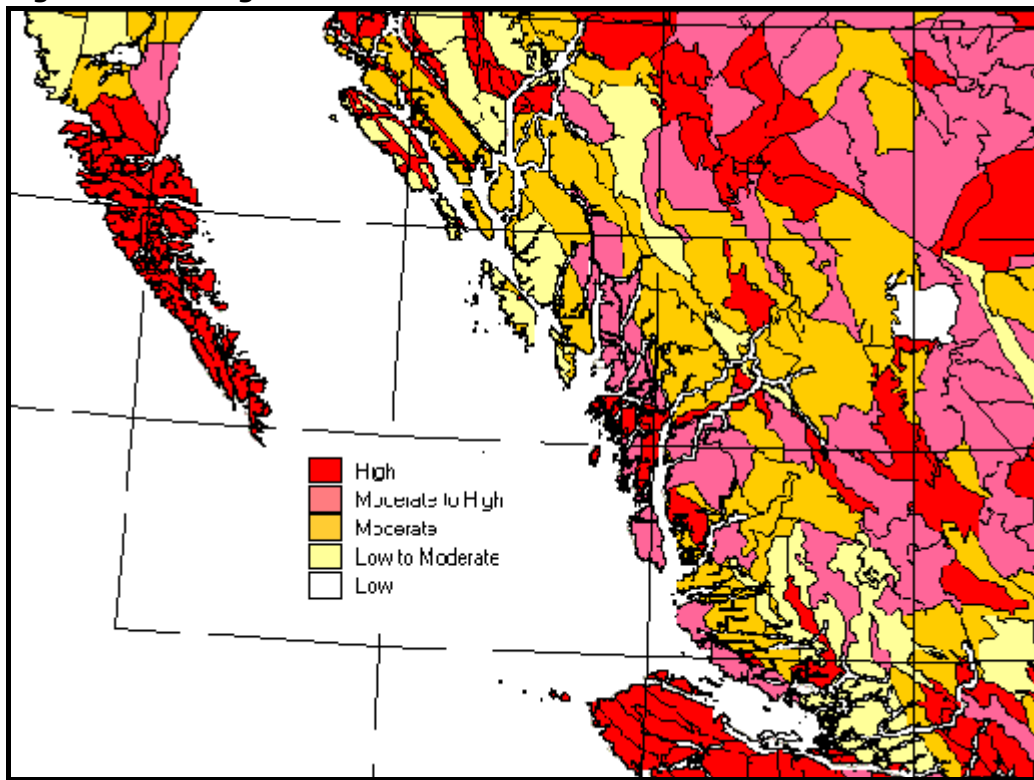 High
Moderate to High
Moderate
Low to Moderate
Low